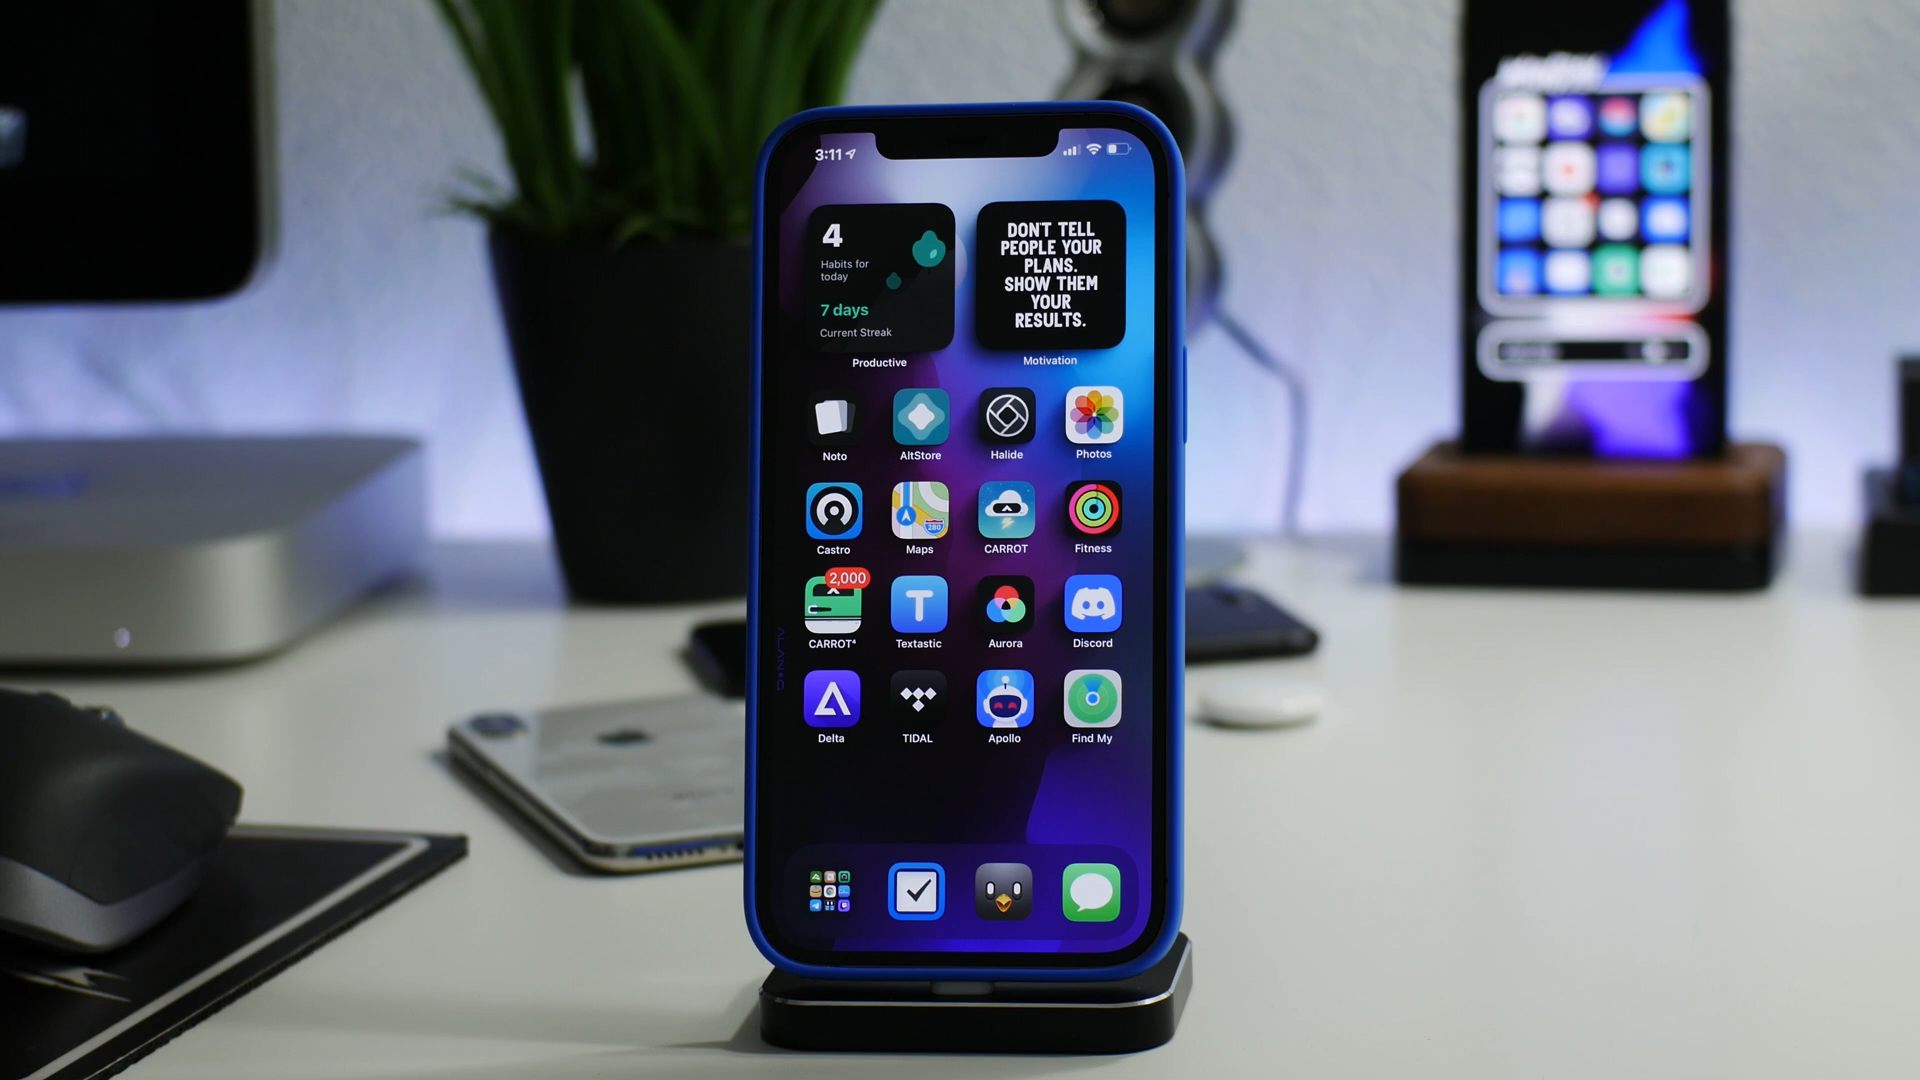 3:11
4
Habits for
today
7 days
Current Streak
Productive
DON'T TELL
PEOPLE YOUR
PLANS.
SHOW THEM
YOUR
RESULTS.
Motivation
Noto
AltStore
Halide
Photos
Castro
Maps
280
CARROT
Fitness
2,000
CARROT⁴
Textastic
T
Aurora
Discord
Delta
TIDAL
Apollo
Find My